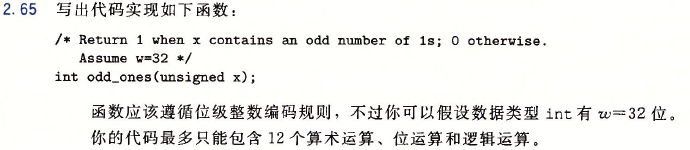 2.65 写出代码实现如下函数：
/* Return 1 when x contains an odd number of 1s; 0 otherwise.
Assume w=32 */
int odd_ones(unsigned x);
函数应该遵循位级整数编码规则，不过你可以假设数据类型 int 有 w=32 位。
你的代码最多只能包含 12 个算术运算、位运算和逻辑运算。